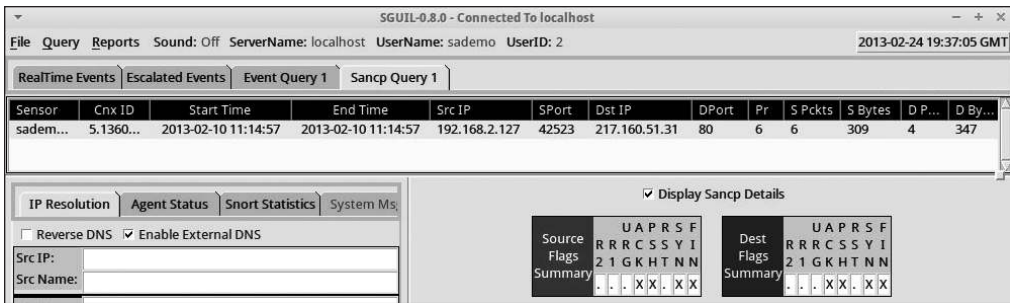 SGUIL-0.8.0 - Connected To localhost
File Query Reports Sound: Off ServerName: localhost UserName: sademo UserID: 2 2013-02-24 19:37:05 GMT
RealTime Events Escalated Events Event Query 1 Sancp Query 1
Sensor Cnx ID Start Time End Time Src IP SPort Dst IP DPort Pr S Pckts S Bytes D P... D By...
sadem... 5.1360... 2013-02-10 11:14:57 2013-02-10 11:14:57 192.168.2.127 42523 217.160.51.31 80 6 6 309 4 347
IP Resolution Agent Status Snort Statistics System Ms
Display Sancp Details
Reverse DNS Enable External DNS
Src IP:
Src Name:
Source Flags Summary
U A P R S F
R R R C S S Y I
2 1 G K H T N N
. . . X X . X X
Dest Flags Summary
U A P R S F
R R R C S S Y I
2 1 G K H T N N
. . . X X . X X